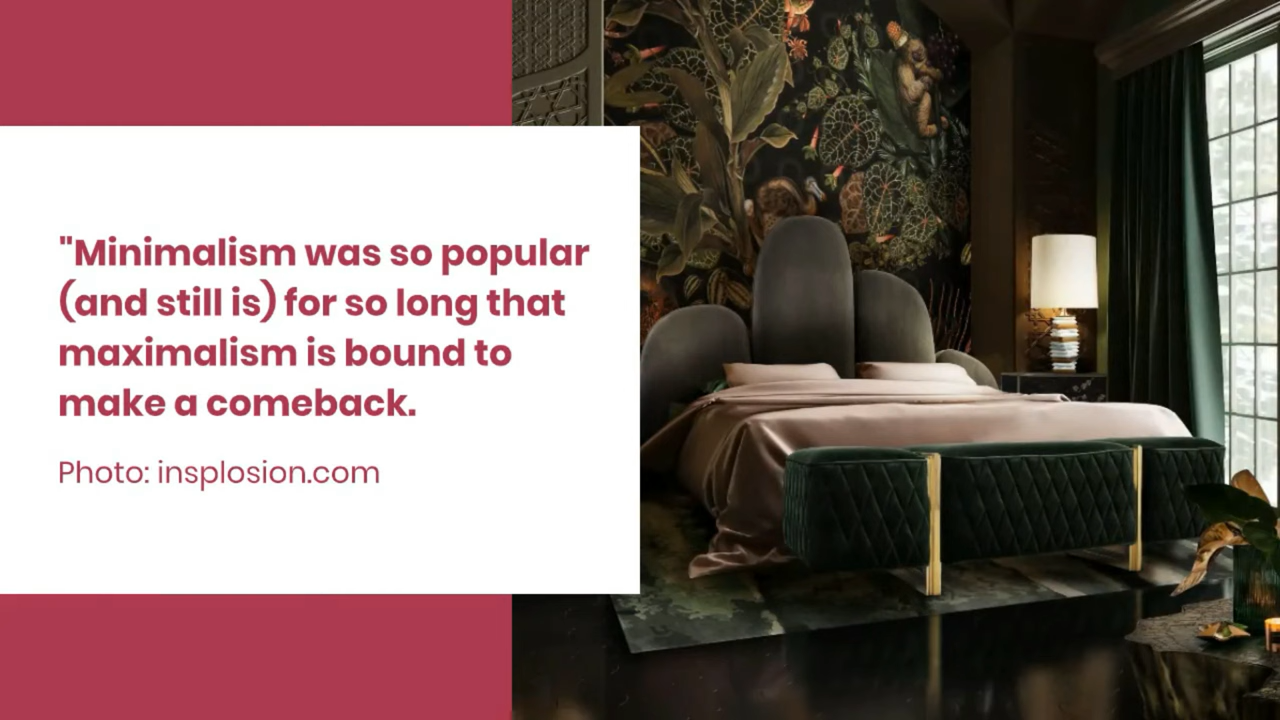 "Minimalism was so popular
(and still is) for so long that
maximalism is bound to
make a comeback.
Photo: insplosion.com